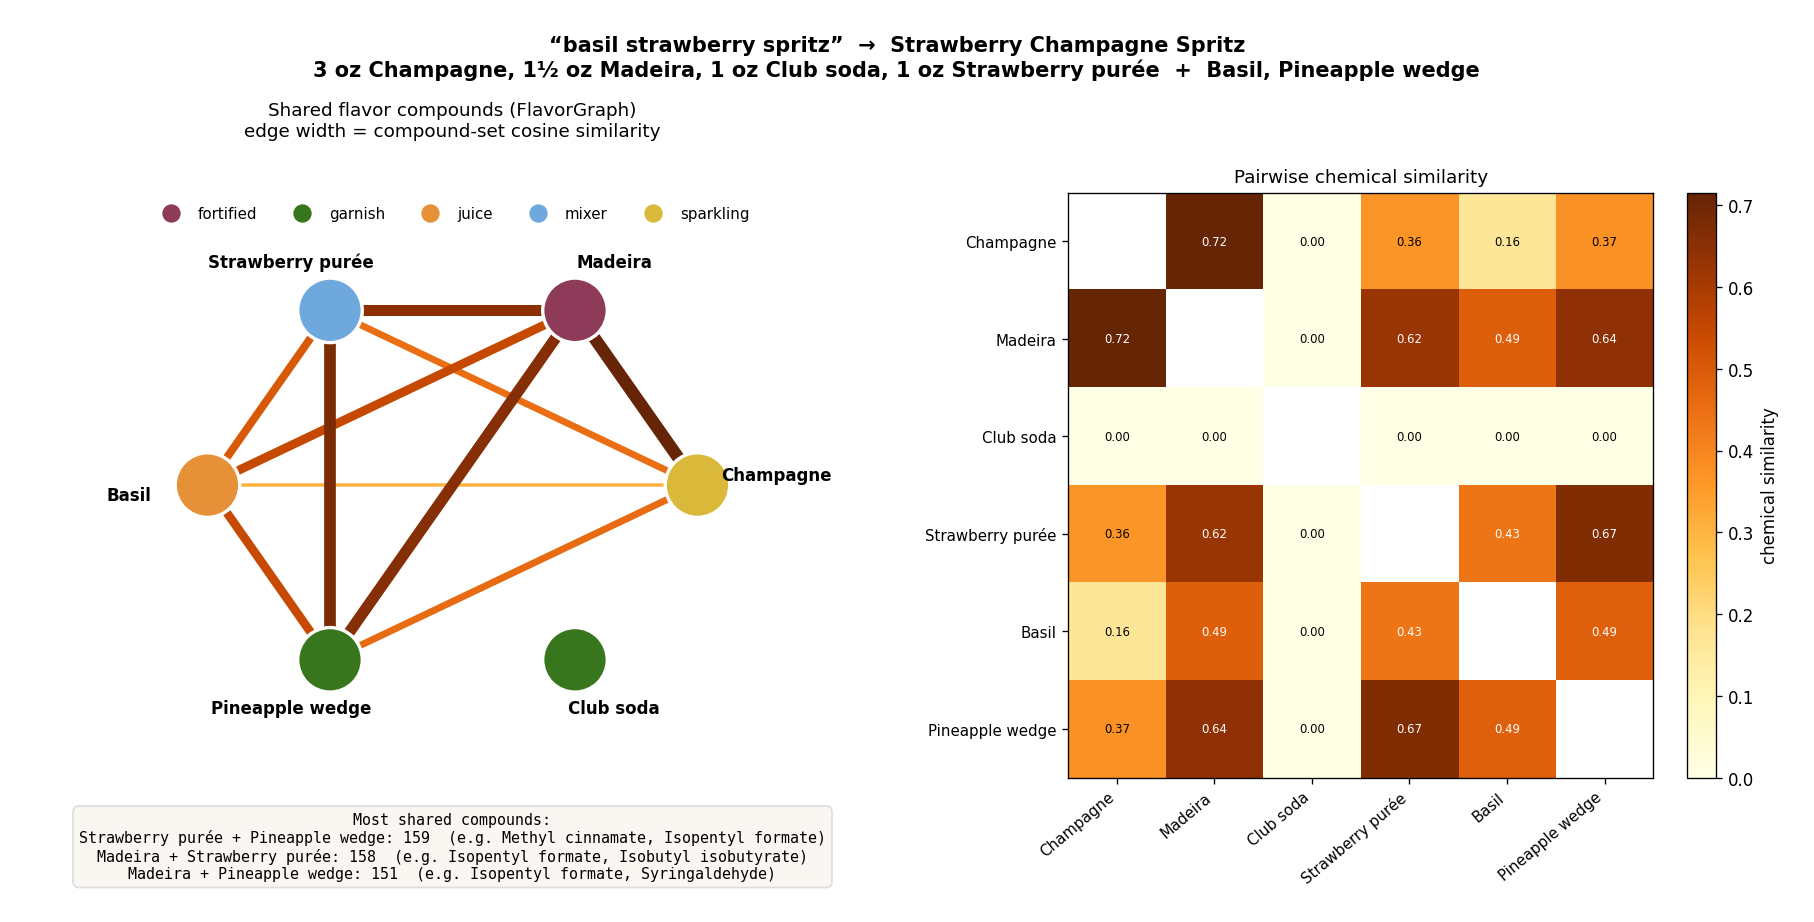 “basil strawberry spritz” → Strawberry Champagne Spritz
3 oz Champagne, 1½ oz Madeira, 1 oz Club soda, 1 oz Strawberry purée + Basil, Pineapple wedge
Shared flavor compounds (FlavorGraph)
edge width = compound-set cosine similarity
fortified garnish juice mixer sparkling
Strawberry purée
Madeira
Champagne
Basil
Pineapple wedge
Club soda
Most shared compounds:
Strawberry purée + Pineapple wedge: 159 (e.g. Methyl cinnamate, Isopentyl formate)
Madeira + Strawberry purée: 158 (e.g. Isopentyl formate, Isobutyl isobutyrate)
Madeira + Pineapple wedge: 151 (e.g. Isopentyl formate, Syringaldehyde)
Pairwise chemical similarity
Champagne 0.72 0.00 0.36 0.16 0.37
Madeira 0.72 0.00 0.62 0.49 0.64
Club soda 0.00 0.00 0.00 0.00 0.00
Strawberry purée 0.36 0.62 0.00 0.43 0.67
Basil 0.16 0.49 0.00 0.43 0.49
Pineapple wedge 0.37 0.64 0.00 0.67 0.49
Champagne
Madeira
Club soda
Strawberry purée
Basil
Pineapple wedge
0.7
0.6
0.5
0.4
0.3
0.2
0.1
0.0
chemical similarity